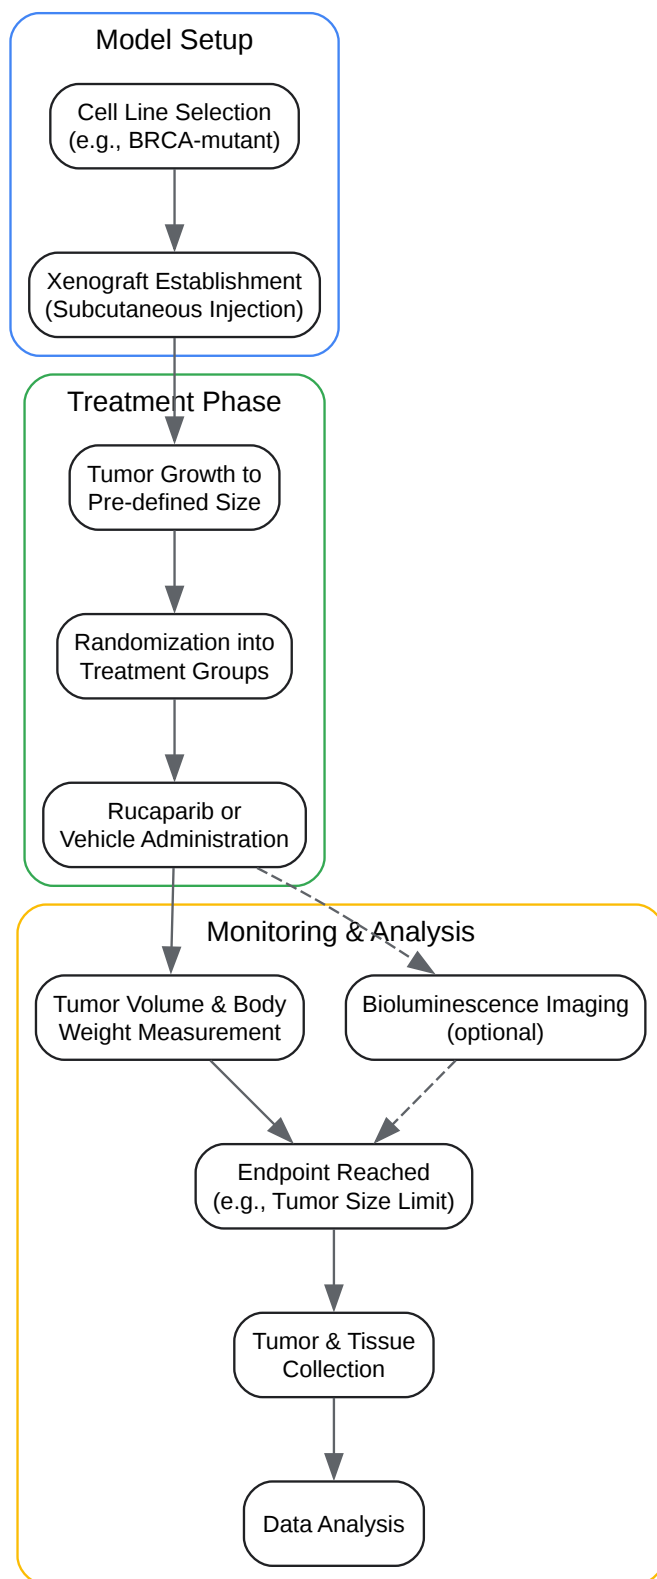 Model Setup
Cell Line Selection
(e.g., BRCA-mutant)
Xenograft Establishment
(Subcutaneous Injection)
Treatment Phase
Tumor Growth to
Pre-defined Size
Randomization into
Treatment Groups
Rucaparib or
Vehicle Administration
Monitoring & Analysis
Tumor Volume & Body
Weight Measurement
Bioluminescence Imaging
(optional)
Endpoint Reached
(e.g., Tumor Size Limit)
Tumor & Tissue
Collection
Data Analysis